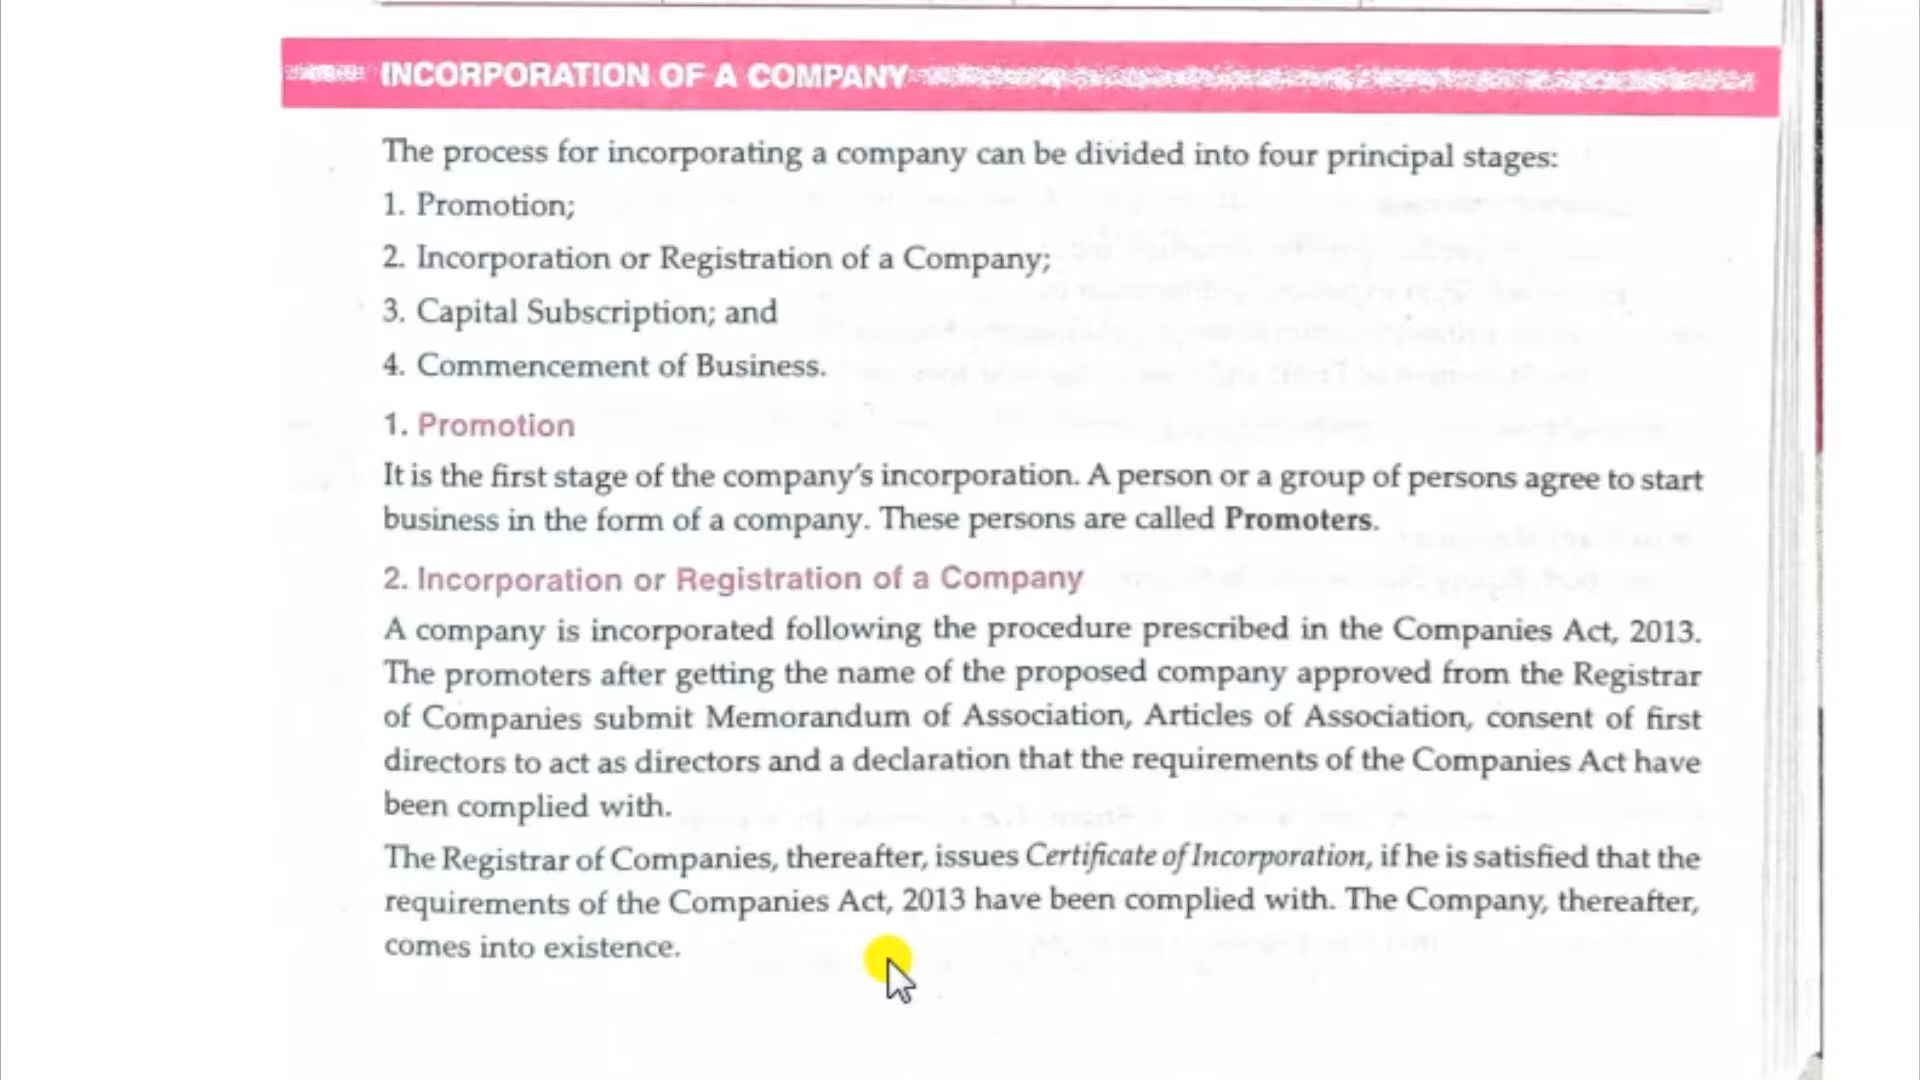 INCORPORATION OF A COMPANY
The process for incorporating a company can be divided into four principal stages:
1. Promotion;
2. Incorporation or Registration of a Company;
3. Capital Subscription; and
4. Commencement of Business.
1. Promotion
It is the first stage of the company's incorporation. A person or a group of persons agree to start
business in the form of a company. These persons are called Promoters.
2. Incorporation or Registration of a Company
A company is incorporated following the procedure prescribed in the Companies Act, 2013.
The promoters after getting the name of the proposed company approved from the Registrar
of Companies submit Memorandum of Association, Articles of Association, consent of first
directors to act as directors and a declaration that the requirements of the Companies Act have
been complied with.
The Registrar of Companies, thereafter, issues Certificate of Incorporation, if he is satisfied that the
requirements of the Companies Act, 2013 have been complied with. The Company, thereafter,
comes into existence.